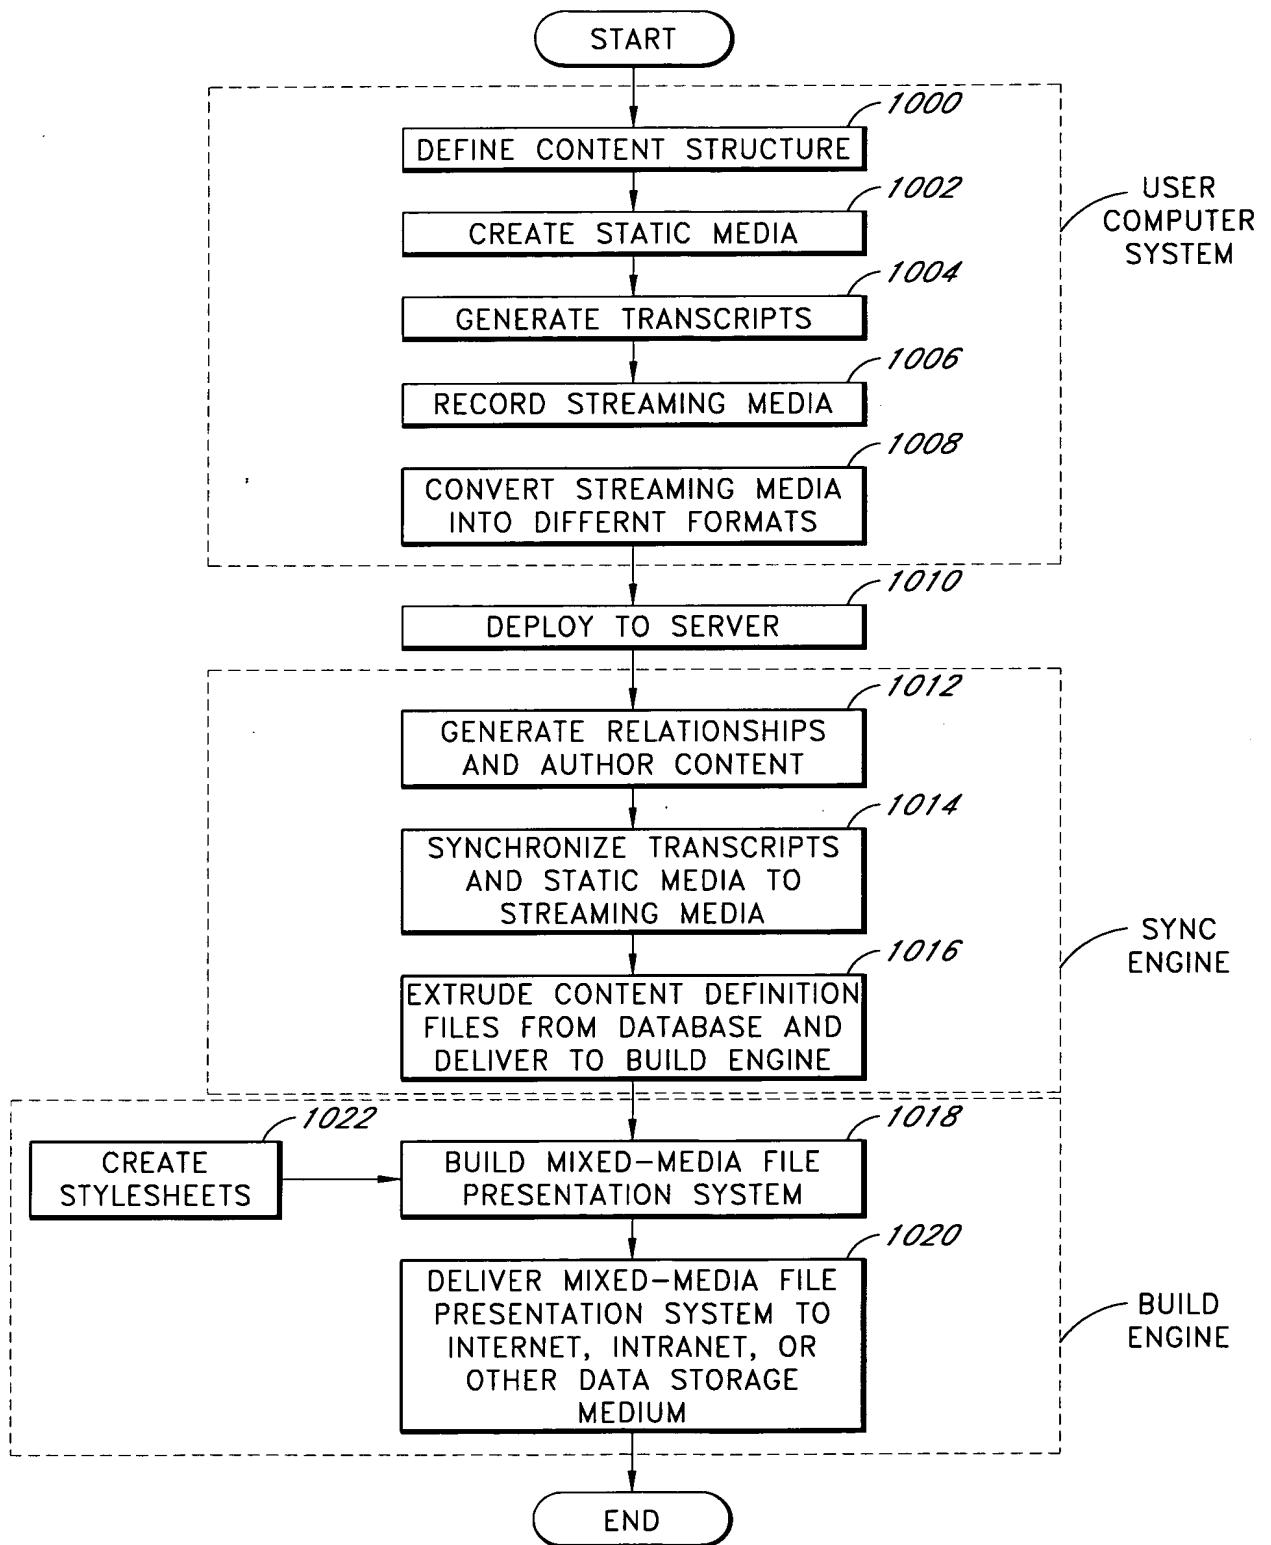 START
1000
DEFINE CONTENT STRUCTURE
1002
CREATE STATIC MEDIA
1004
GENERATE TRANSCRIPTS
1006
RECORD STREAMING MEDIA
1008
CONVERT STREAMING MEDIA
INTO DIFFERNT FORMATS
USER
COMPUTER
SYSTEM
1010
DEPLOY TO SERVER
1012
GENERATE RELATIONSHIPS
AND AUTHOR CONTENT
1014
SYNCHRONIZE TRANSCRIPTS
AND STATIC MEDIA TO
STREAMING MEDIA
1016
EXTRUDE CONTENT DEFINITION
FILES FROM DATABASE AND
DELIVER TO BUILD ENGINE
SYNC
ENGINE
1022
CREATE
STYLESHEETS
1018
BUILD MIXED-MEDIA FILE
PRESENTATION SYSTEM
1020
DELIVER MIXED-MEDIA FILE
PRESENTATION SYSTEM TO
INTERNET, INTRANET, OR
OTHER DATA STORAGE
MEDIUM
BUILD
ENGINE
END